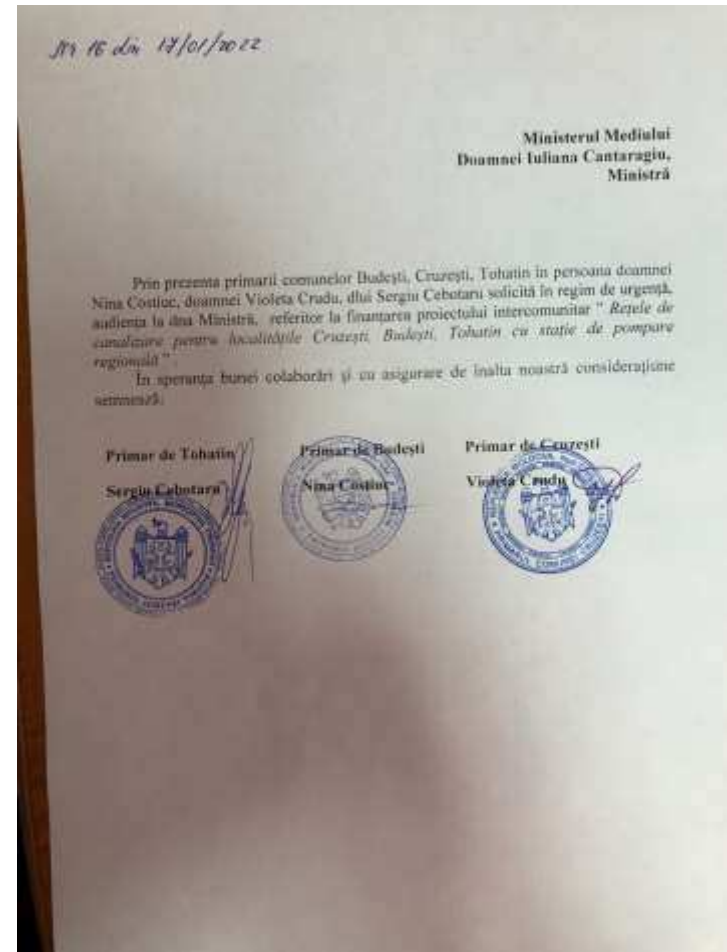 Nr 16 din 17/01/2022
Ministerul Mediului
Doamnei Iuliana Cantaragiu,
Ministră
Prin prezenta primarii comunelor Budești, Cruzești, Tohatin în persoana doamnei
Nina Costiuc, doamnei Violeta Crudu, dlui Sergiu Cebotaru solicită în regim de urgență,
audiența la dna Ministră, referitor la finanțarea proiectului intercomunitar " Rețele de
canalizare pentru localitățile Cruzești, Budești, Tohatin cu stație de pompare
regională ".
În speranța bunei colaborări și cu asigurare de înalta noastră considerațiune
semnează:
Primar de Tohatin Primar de Budești Primar de Cruzești
Sergiu Cebotaru Nina Costiuc Violeta Crudu